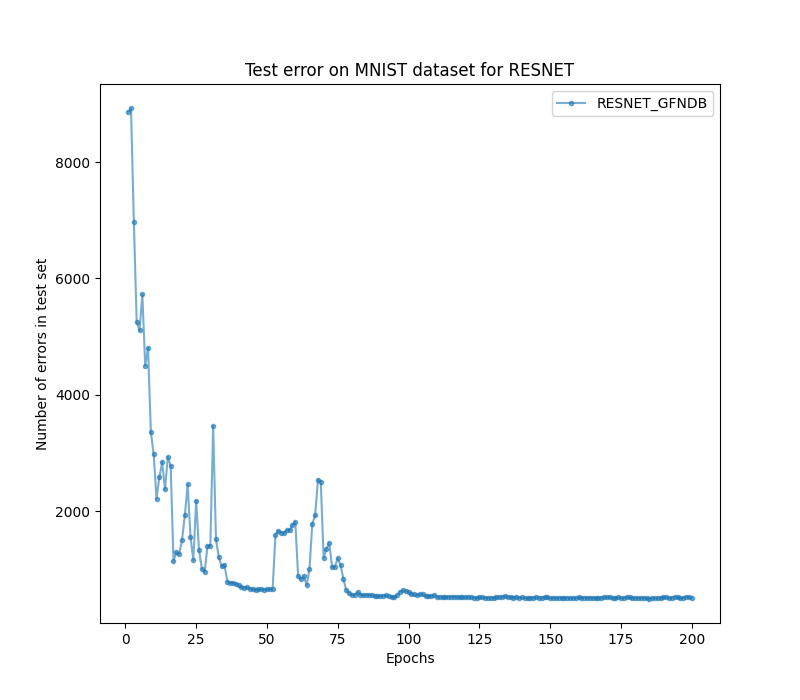 Test error on MNIST dataset for RESNET
RESNET_GFNDB
8000
6000
4000
2000
Number of errors in test set
0 25 50 75 100 125 150 175 200
Epochs